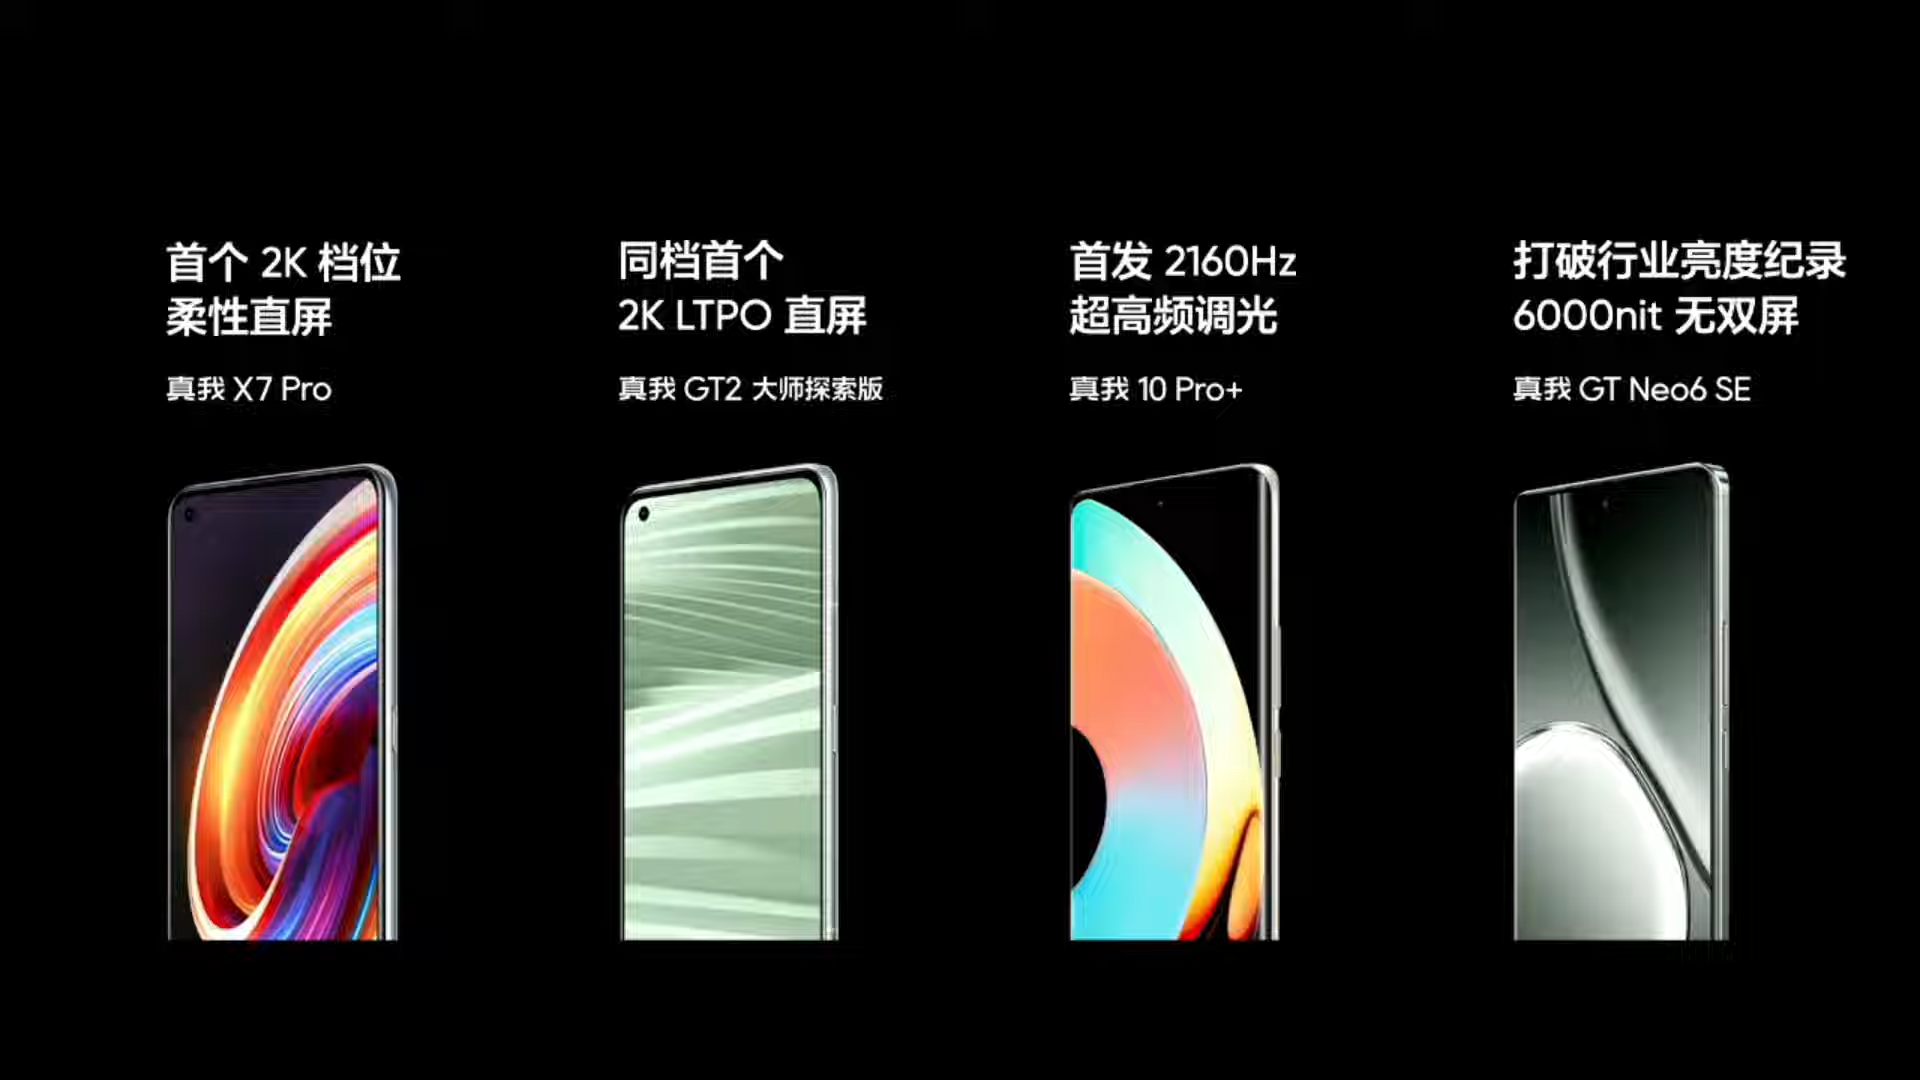 首个 2K 档位
柔性直屏
真我 X7 Pro
同档首个
2K LTPO 直屏
真我 GT2 大师探索版
首发 2160Hz
超高频调光
真我 10 Pro+
打破行业亮度纪录
6000nit 无双屏
真我 GT Neo6 SE